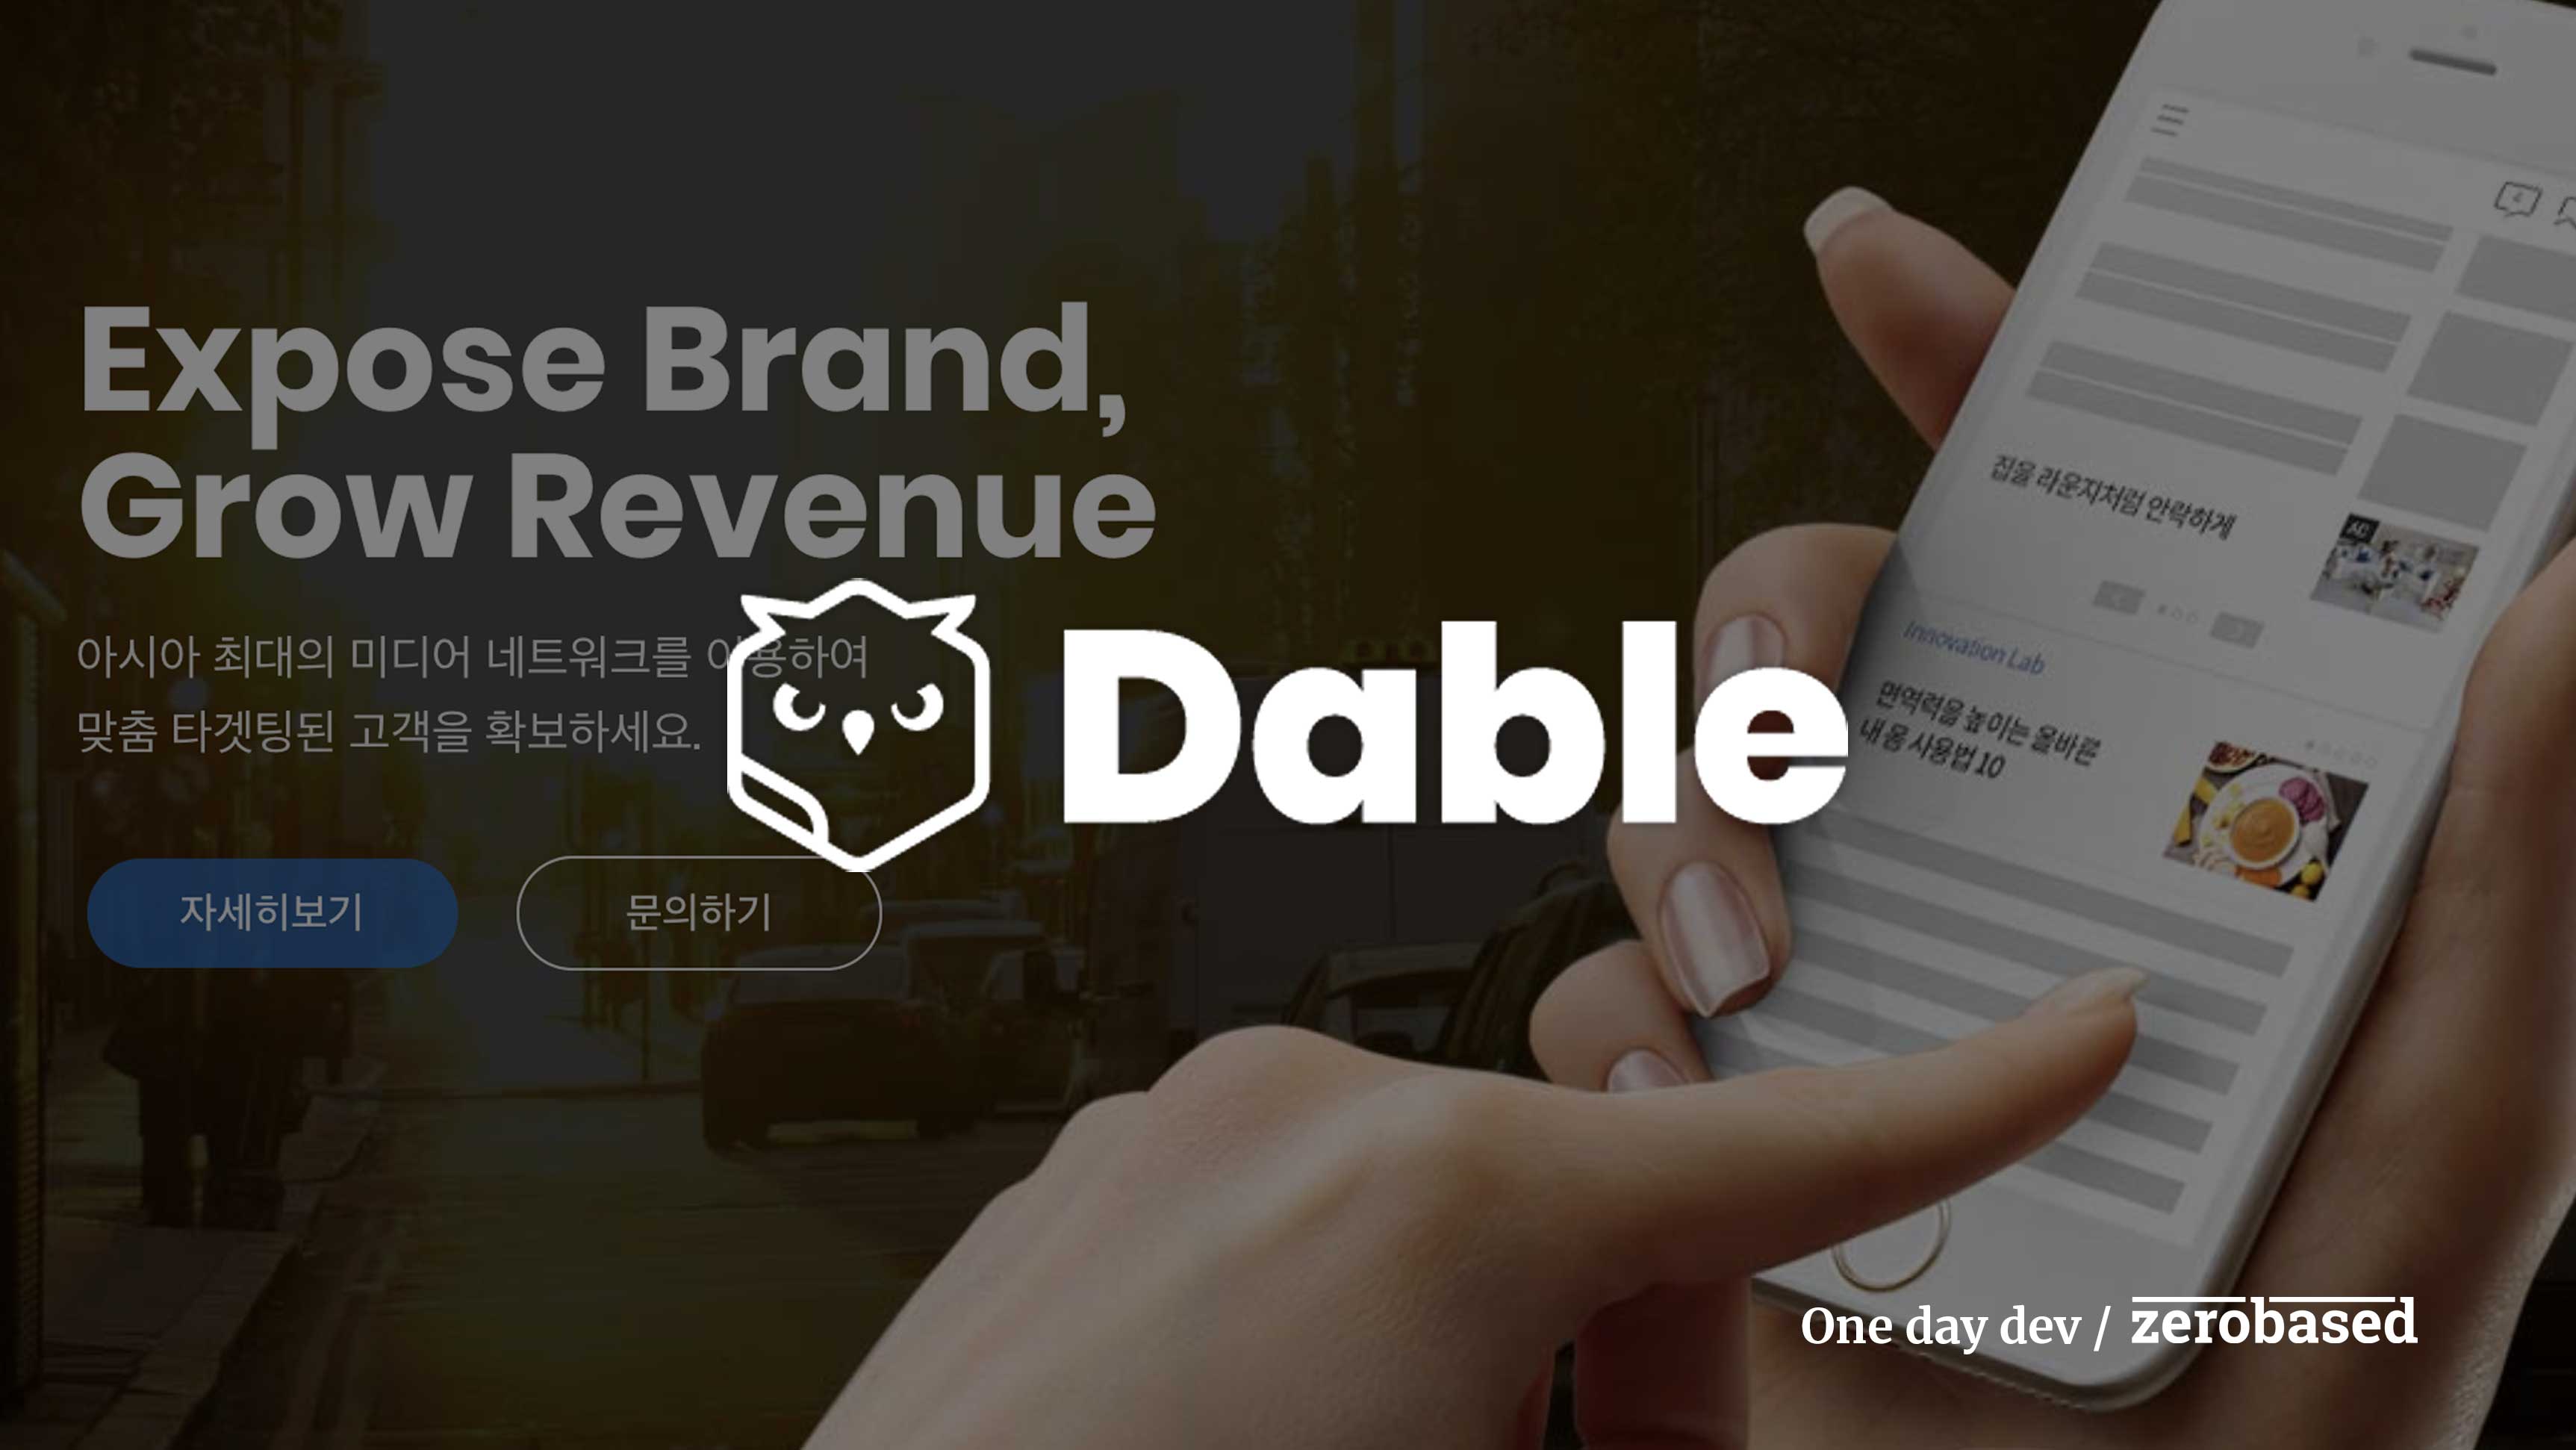 Expose Brand,
Grow Revenue
아시아 최대의 미디어 네트워크를 이용하여
맞춤 타겟팅된 고객을 확보하세요.
자세히보기
문의하기
Dable
집을 라운지처럼 안락하게
AD
Innovation Lab
면역력을 높이는 올바른
내 몸 사용법 10
One day dev / zerobased